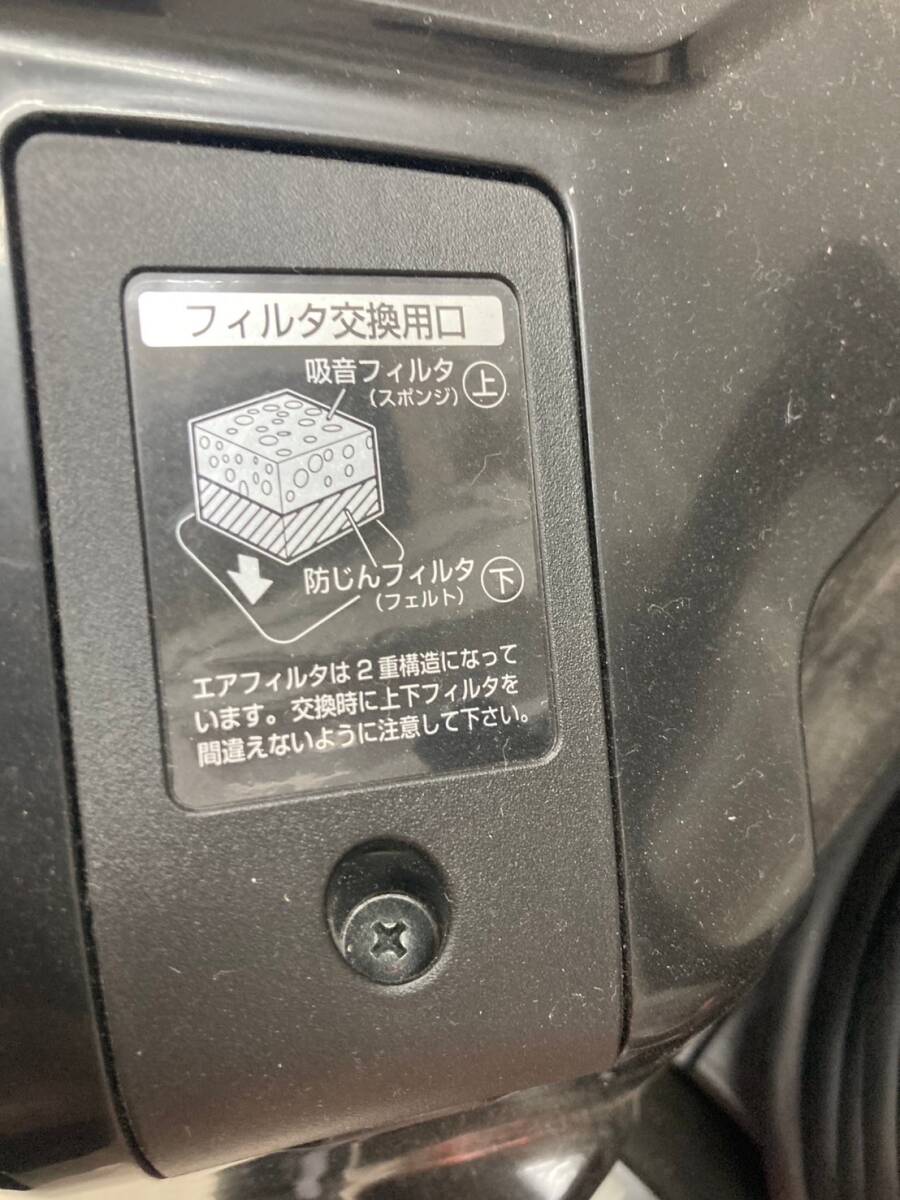 フィルタ交換用口
吸音フィルタ 上
(スポンジ)
防じんフィルタ 下
(フェルト)
エアフィルタは2重構造になって
います。交換時に上下フィルタを
間違えないように注意して下さい。